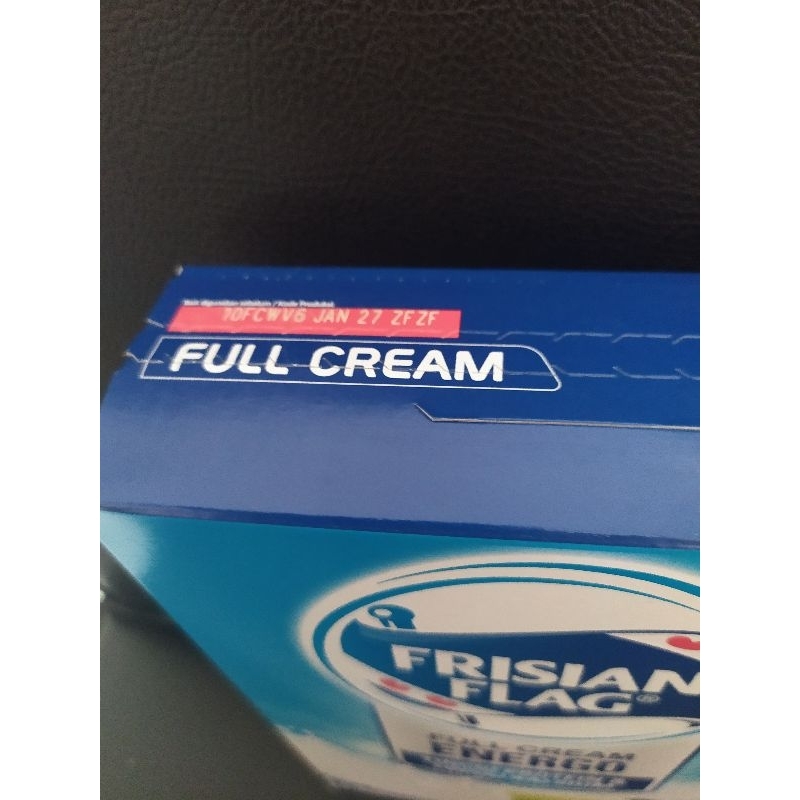 10FCWV6 JAN 27 ZFZF
FULL CREAM
FRISIAN
FLAG®
FULL CREAM
ENERGO